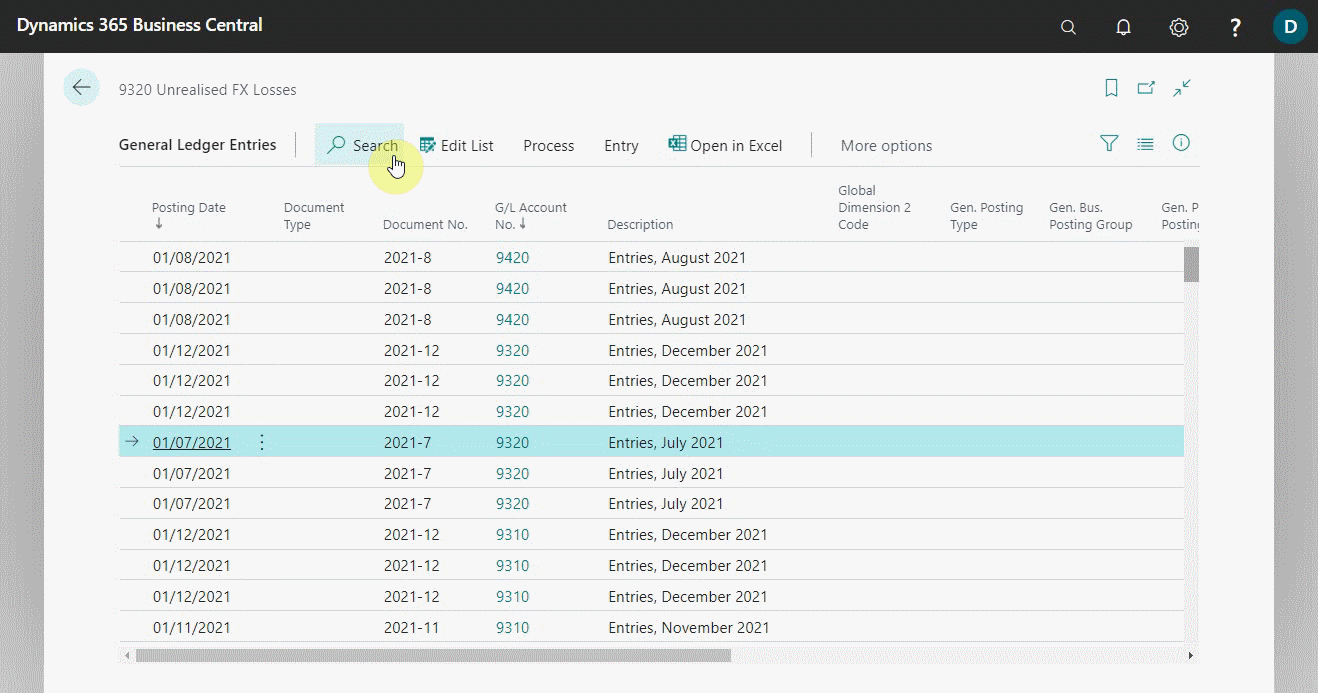 Dynamics 365 Business Central
?
D
9320 Unrealised FX Losses
General Ledger Entries
Search
Edit List
Process
Entry
Open in Excel
More options
Posting Date
Document
Type
Document No.
G/L Account
No.
Description
Global
Dimension 2
Code
Gen. Posting
Type
Gen. Bus.
Posting Group
Gen. P
Postin
01/08/2021 2021-8 9420 Entries, August 2021
01/08/2021 2021-8 9420 Entries, August 2021
01/08/2021 2021-8 9420 Entries, August 2021
01/12/2021 2021-12 9320 Entries, December 2021
01/12/2021 2021-12 9320 Entries, December 2021
01/12/2021 2021-12 9320 Entries, December 2021
01/07/2021 2021-7 9320 Entries, July 2021
01/07/2021 2021-7 9320 Entries, July 2021
01/07/2021 2021-7 9320 Entries, July 2021
01/12/2021 2021-12 9310 Entries, December 2021
01/12/2021 2021-12 9310 Entries, December 2021
01/12/2021 2021-12 9310 Entries, December 2021
01/11/2021 2021-11 9310 Entries, November 2021